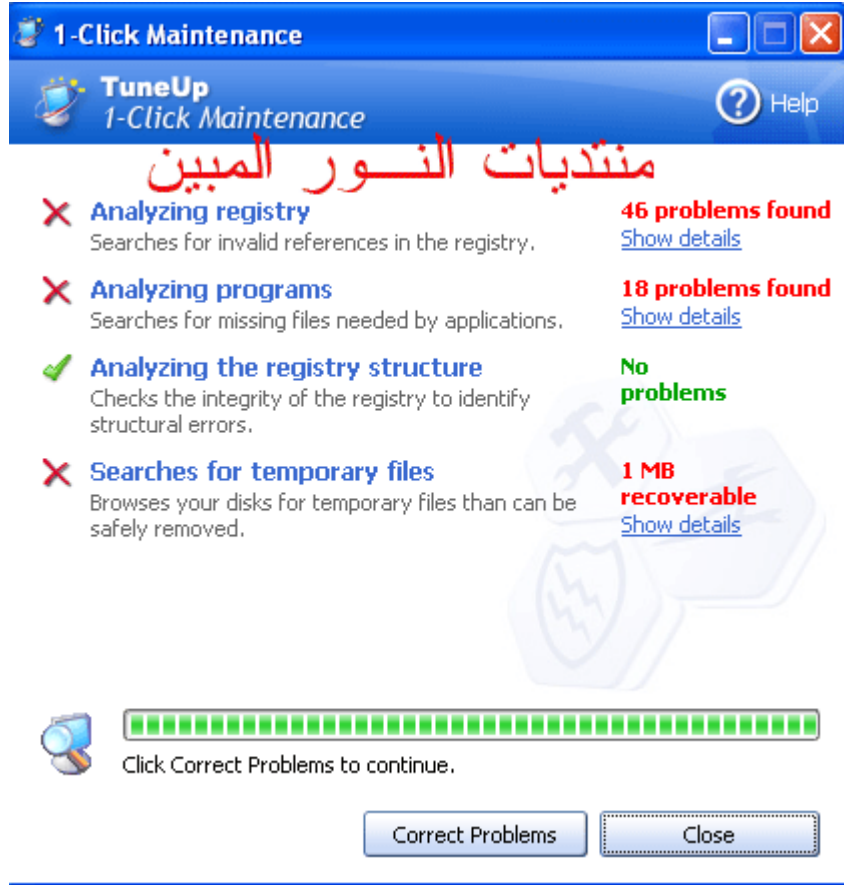 1-Click Maintenance
TuneUp
1-Click Maintenance
Help
منتديات النــور المبين
Analyzing registry
46 problems found
Searches for invalid references in the registry.
Show details
Analyzing programs
18 problems found
Searches for missing files needed by applications.
Show details
Analyzing the registry structure
No
problems
Checks the integrity of the registry to identify
structural errors.
Searches for temporary files
1 MB
recoverable
Browses your disks for temporary files than can be
safely removed.
Show details
Click Correct Problems to continue.
Correct Problems
Close